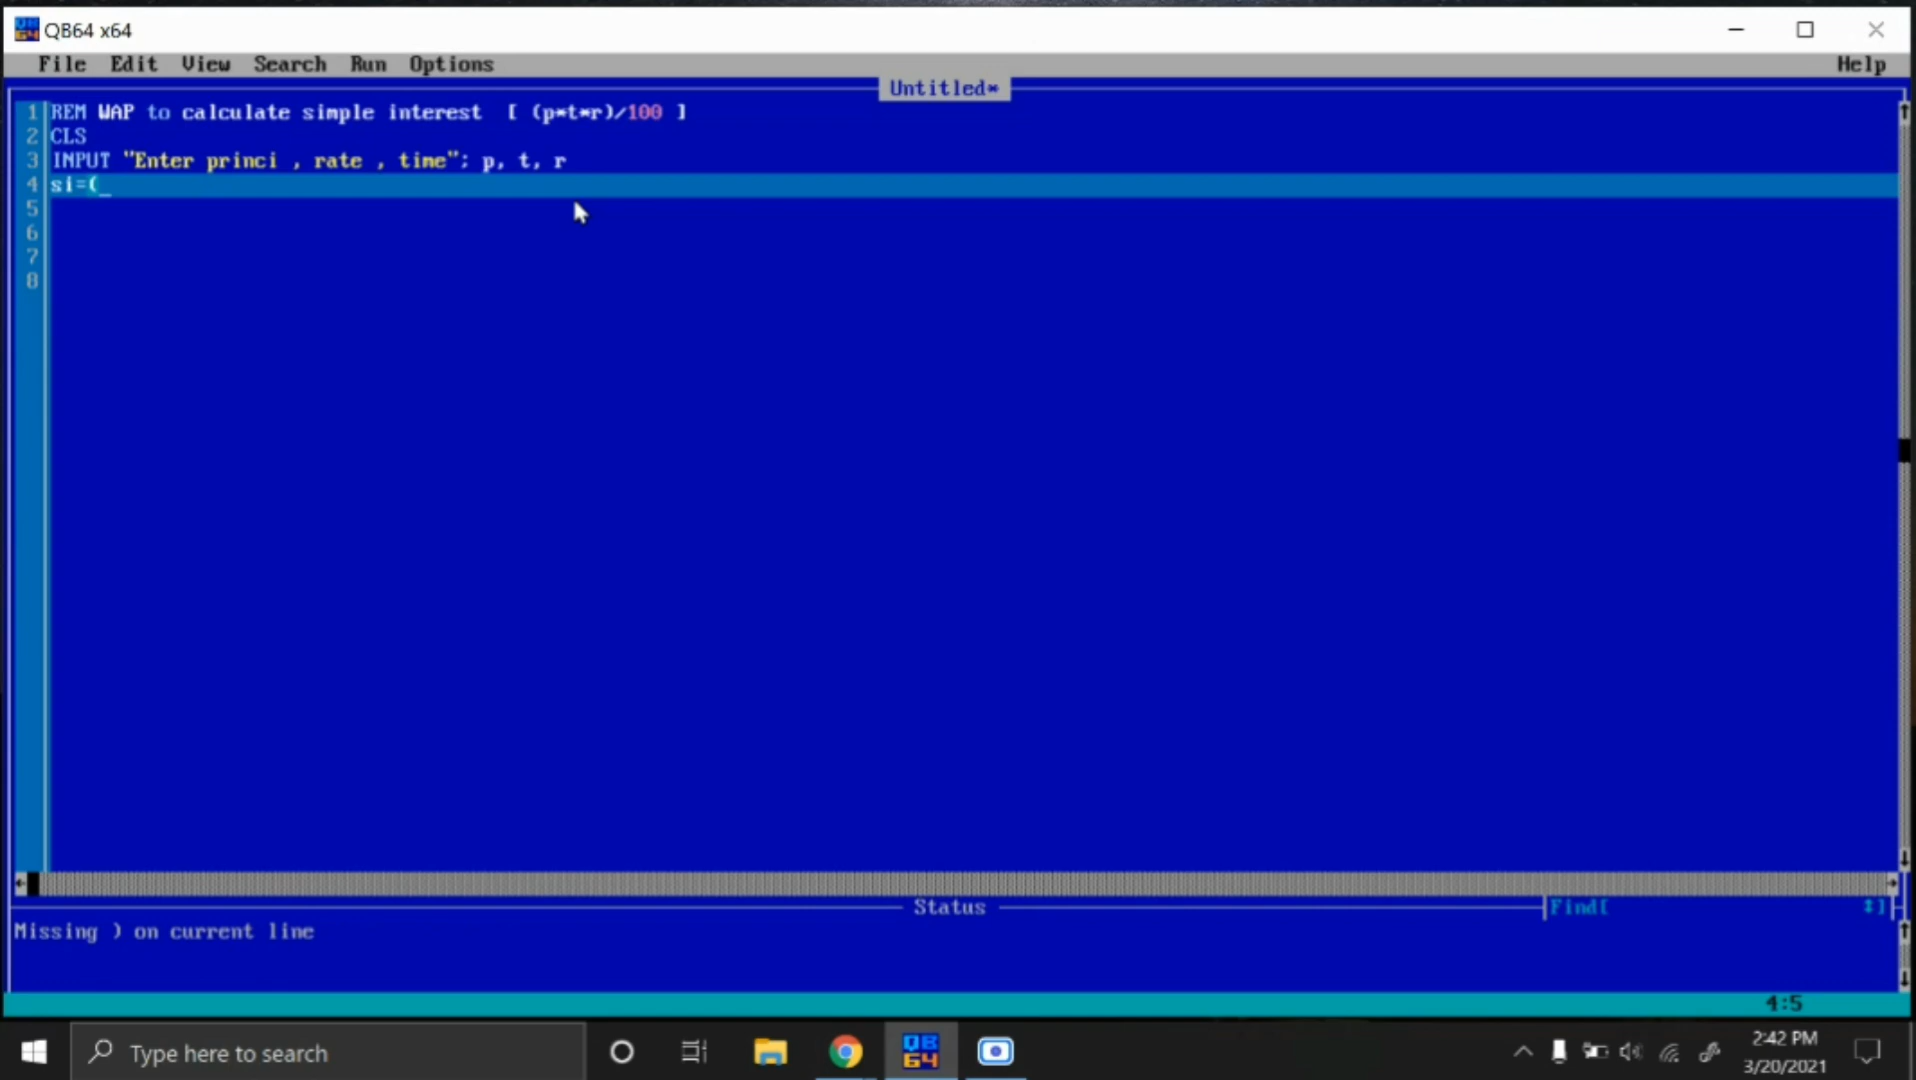 QB64 x64
File Edit View Search Run Options Help
Untitled*
1 REM WAP to calculate simple interest [ (p*t*r)/100 ]
2 CLS
3 INPUT "Enter princi , rate , time"; p, t, r
4 si=(_
5
6
7
8
Status
Find[ ]
Missing ) on current line
4:5
Type here to search
QB64
2:42 PM
3/20/2021